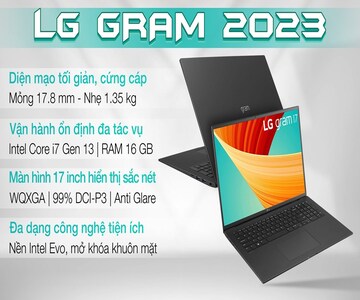 LG GRAM 2023
Diện mạo tối giản, cứng cáp
Mỏng 17.8 mm - Nhẹ 1.35 kg
Vận hành ổn định đa tác vụ
Intel Core i7 Gen 13 | RAM 16 GB
Màn hình 17 inch hiển thị sắc nét
WQXGA | 99% DCI-P3 | Anti Glare
Đa dạng công nghệ tiện ích
Nền Intel Evo, mở khóa khuôn mặt
gram
LG gram 17